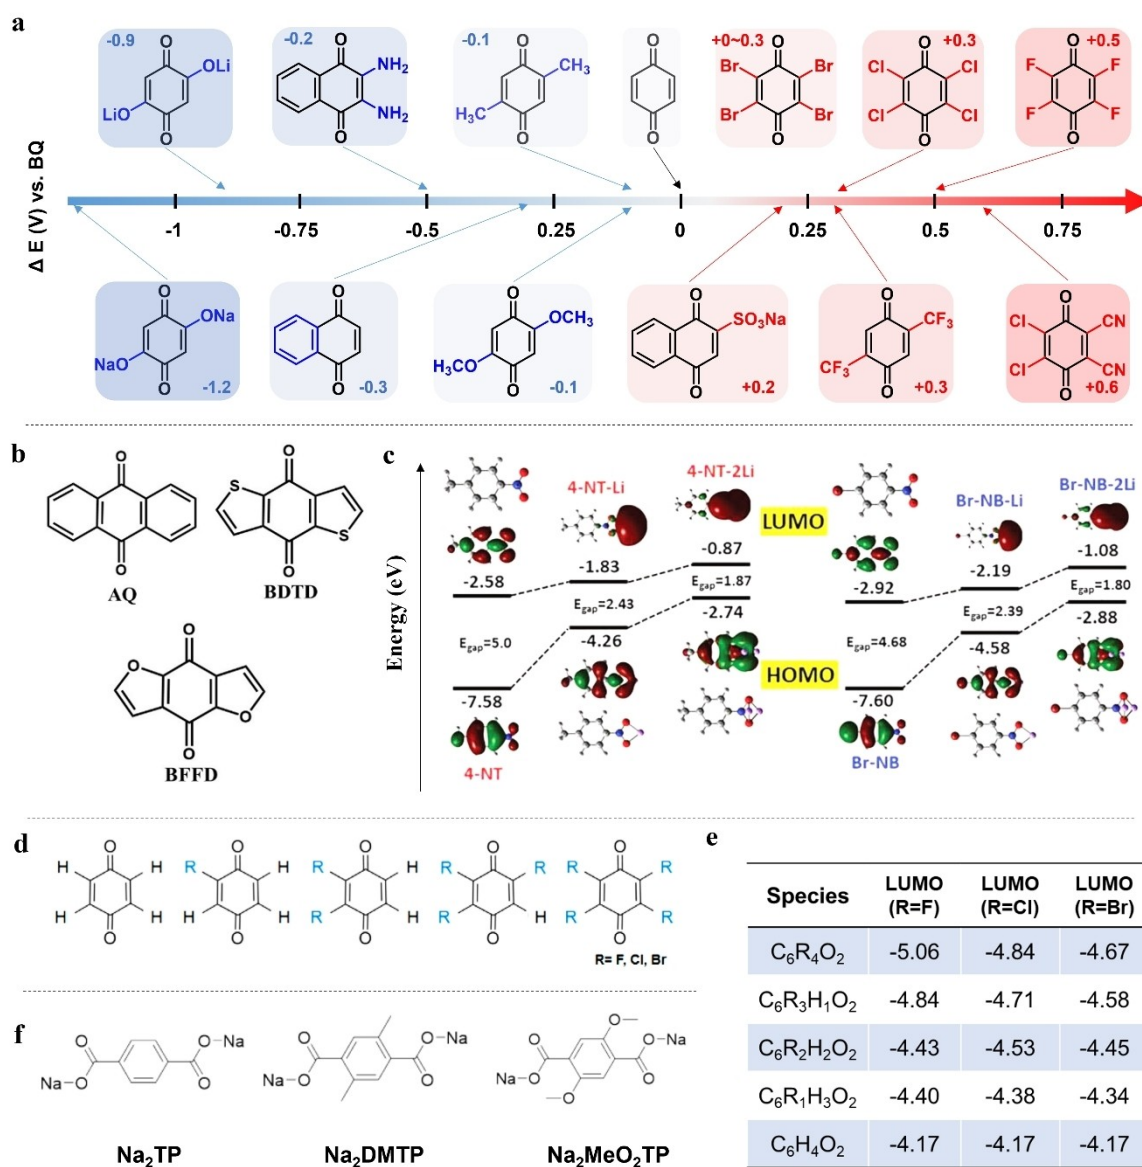 a
-0.9
O
OLi
LiO
O
-0.2
O
NH2
NH2
O
-0.1
O
CH3
H3C
O
O
O
+0~0.3
O
Br
Br
Br
Br
O
+0.3
O
Cl
Cl
Cl
Cl
O
+0.5
O
F
F
F
F
O
Δ E (V) vs. BQ
-1
-0.75
-0.5
-0.25
0
0.25
0.5
0.75
O
ONa
NaO
O
-1.2
O
O
-0.3
O
OCH3
H3CO
O
-0.1
O
SO3Na
O
+0.2
O
CF3
CF3
O
+0.3
O
Cl
CN
Cl
CN
O
+0.6
b
O
O
AQ
O
S
S
O
BDTD
O
O
O
O
BFFD
c
Energy (eV)
4-NT-Li
4-NT-2Li
LUMO
Br-NB-Li
Br-NB-2Li
-2.58
-1.83
-0.87
-2.92
-2.19
-1.08
Egap=5.0
Egap=2.43
Egap=1.87
Egap=4.68
Egap=2.39
Egap=1.80
-7.58
-4.26
-2.74
HOMO
-7.60
-4.58
-2.88
4-NT
Br-NB
d
O
H
H
H
H
O
O
R
H
H
H
O
O
R
H
R
H
O
O
R
R
R
H
O
O
R
R
R
R
O
R= F, Cl, Br
e
Species LUMO (R=F) LUMO (R=Cl) LUMO (R=Br)
C6R4O2 -5.06 -4.84 -4.67
C6R3H1O2 -4.84 -4.71 -4.58
C6R2H2O2 -4.43 -4.53 -4.45
C6R1H3O2 -4.40 -4.38 -4.34
C6H4O2 -4.17 -4.17 -4.17
f
O
O-Na
Na-O
O
Na2TP
O
O-Na
Na-O
O
Na2DMTP
O
O
O-Na
Na-O
O
O
Na2MeO2TP